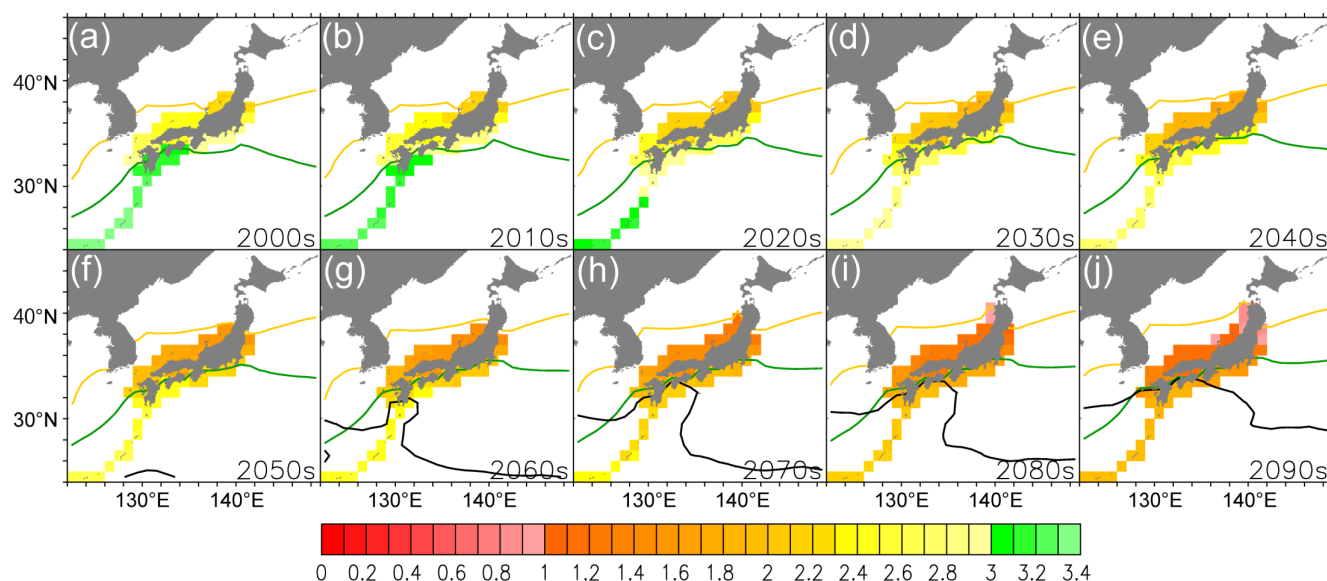 (a) (b) (c) (d) (e)
40°N
30°N
2000s 2010s 2020s 2030s 2040s
(f) (g) (h) (i) (j)
40°N
30°N
2050s 2060s 2070s 2080s 2090s
130°E 140°E 130°E 140°E 130°E 140°E 130°E 140°E 130°E 140°E
0 0.2 0.4 0.6 0.8 1 1.2 1.4 1.6 1.8 2 2.2 2.4 2.6 2.8 3 3.2 3.4